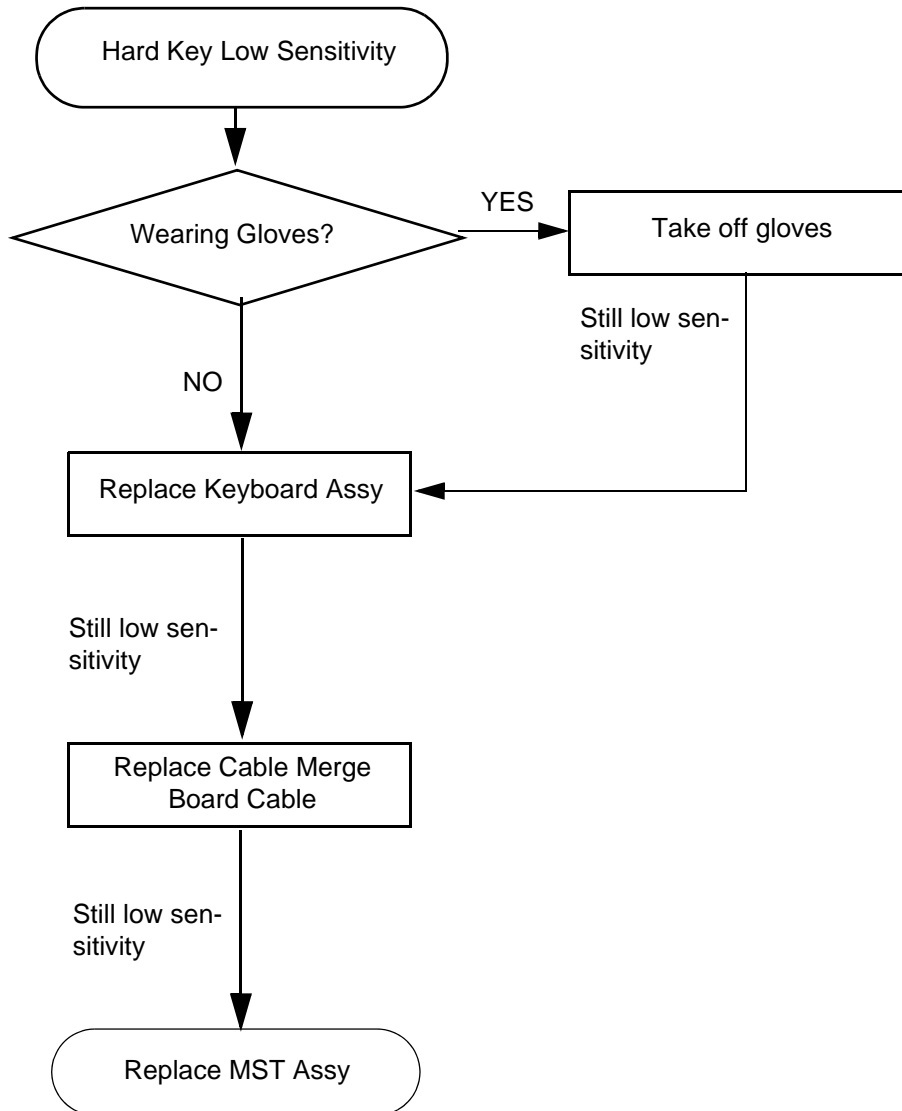 Hard Key Low Sensitivity
YES
Wearing Gloves?
Take off gloves
Still low sen-
sitivity
NO
Replace Keyboard Assy
Still low sen-
sitivity
Replace Cable Merge
Board Cable
Still low sen-
sitivity
Replace MST Assy